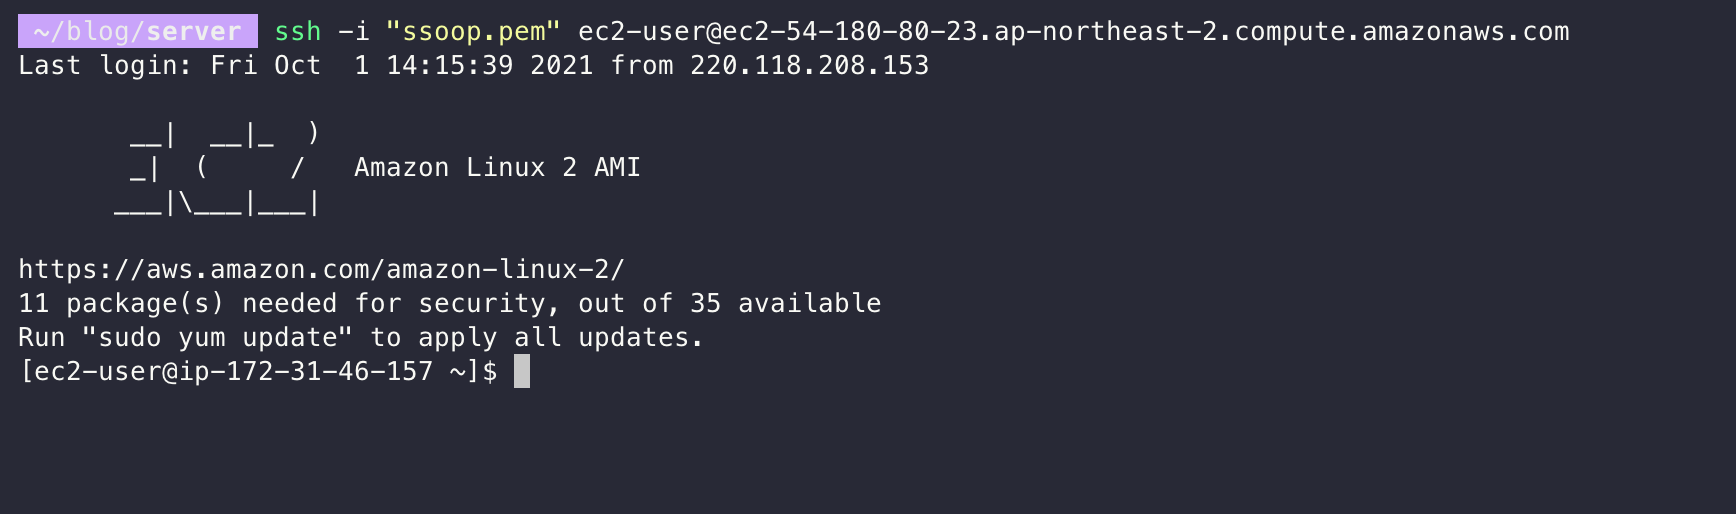 ~/blog/server ssh -i "ssoop.pem" ec2-user@ec2-54-180-80-23.ap-northeast-2.compute.amazonaws.com
Last login: Fri Oct  1 14:15:39 2021 from 220.118.208.153

       __|  __|_  )
       _|  (     /   Amazon Linux 2 AMI
      ___|\___|___|

https://aws.amazon.com/amazon-linux-2/
11 package(s) needed for security, out of 35 available
Run "sudo yum update" to apply all updates.
[ec2-user@ip-172-31-46-157 ~]$